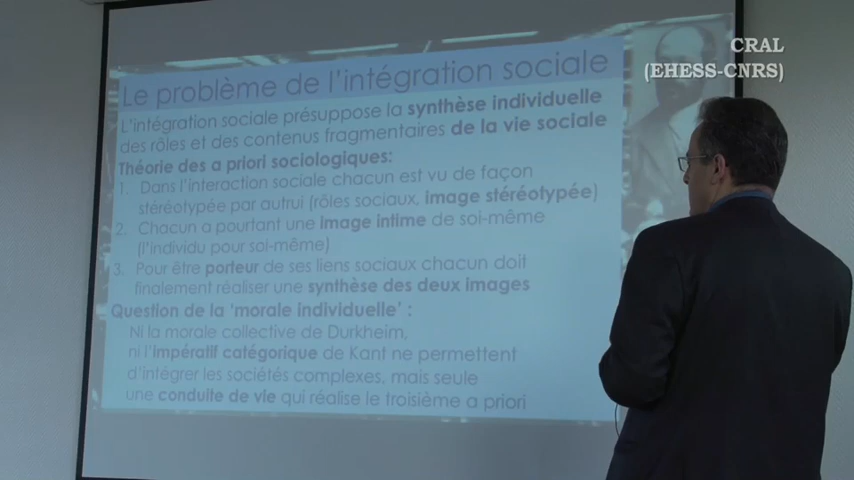 CRAL
(EHESS-CNRS)
Le problème de l'intégration sociale
L'intégration sociale présuppose la synthèse individuelle
des rôles et des contenus fragmentaires de la vie sociale
Théorie des a priori sociologiques:
1. Dans l'interaction sociale chacun est vu de façon
stéréotypée par autrui (rôles sociaux, image stéréotypée)
2. Chacun a pourtant une image intime de soi-même
(l'individu pour soi-même)
3. Pour être porteur de ses liens sociaux chacun doit
finalement réaliser une synthèse des deux images
Question de la 'morale individuelle' :
Ni la morale collective de Durkheim,
ni l'impératif catégorique de Kant ne permettent
d'intégrer les sociétés complexes, mais seule
une conduite de vie qui réalise le troisième a priori